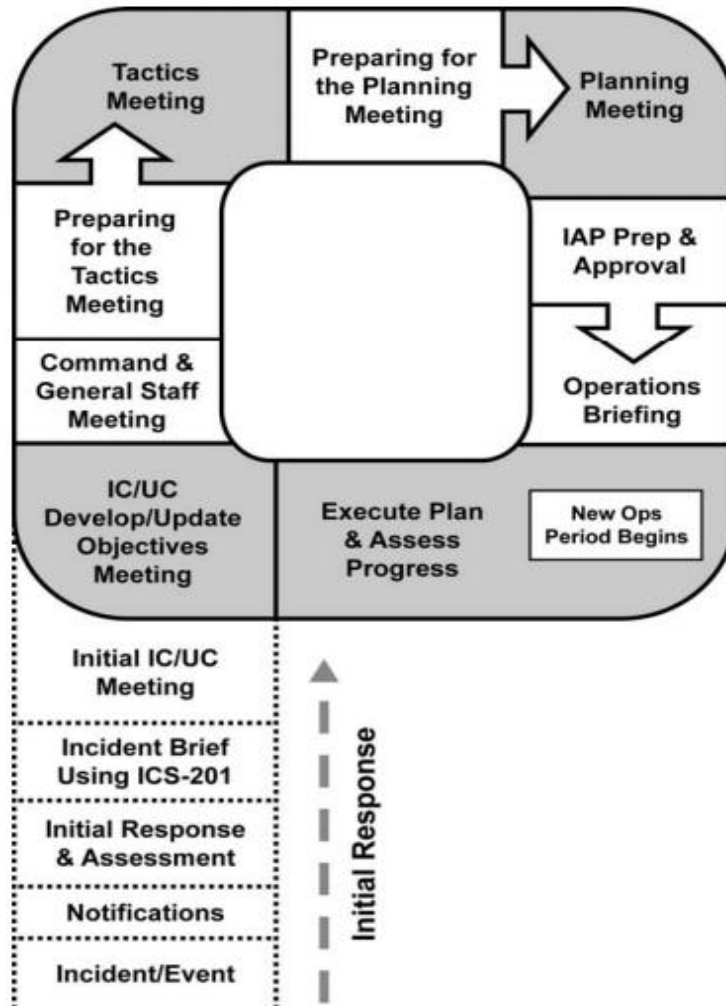 Tactics
Meeting
Preparing for
the Planning
Meeting
Planning
Meeting
Preparing
for the
Tactics
Meeting
IAP Prep &
Approval
Command &
General Staff
Meeting
Operations
Briefing
IC/UC
Develop/Update
Objectives
Meeting
Execute Plan
& Assess
Progress
New Ops
Period Begins
Initial IC/UC
Meeting
Incident Brief
Using ICS-201
Initial Response
& Assessment
Notifications
Incident/Event
Initial Response